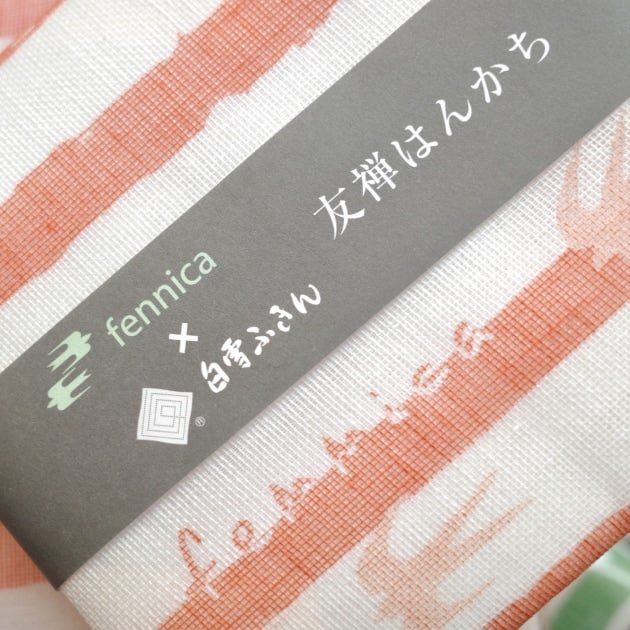 友禅はんかち
fennica
×
白雪ふきん
®
fennica